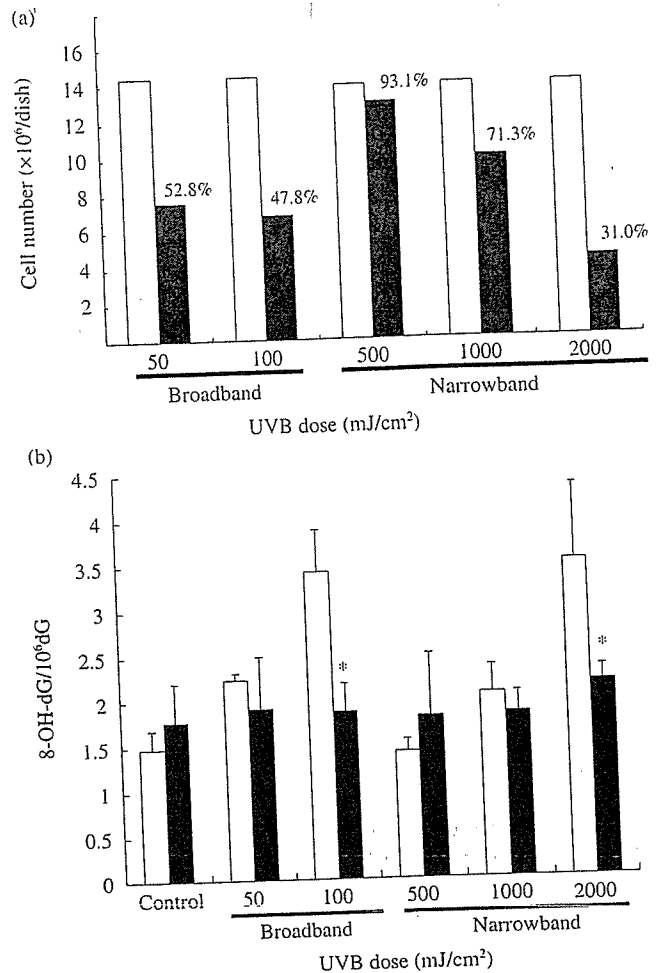 (a)
16
14
12
10
8
6
4
2
Cell number (×10⁶/dish)
52.8%
47.8%
93.1%
71.3%
31.0%
50 100 500 1000 2000
Broadband Narrowband
UVB dose (mJ/cm²)
(b)
4.5
4
3.5
3
2.5
2
1.5
1
0.5
0
8-OH-dG/10⁶dG
*
*
Control 50 100 500 1000 2000
Broadband Narrowband
UVB dose (mJ/cm²)